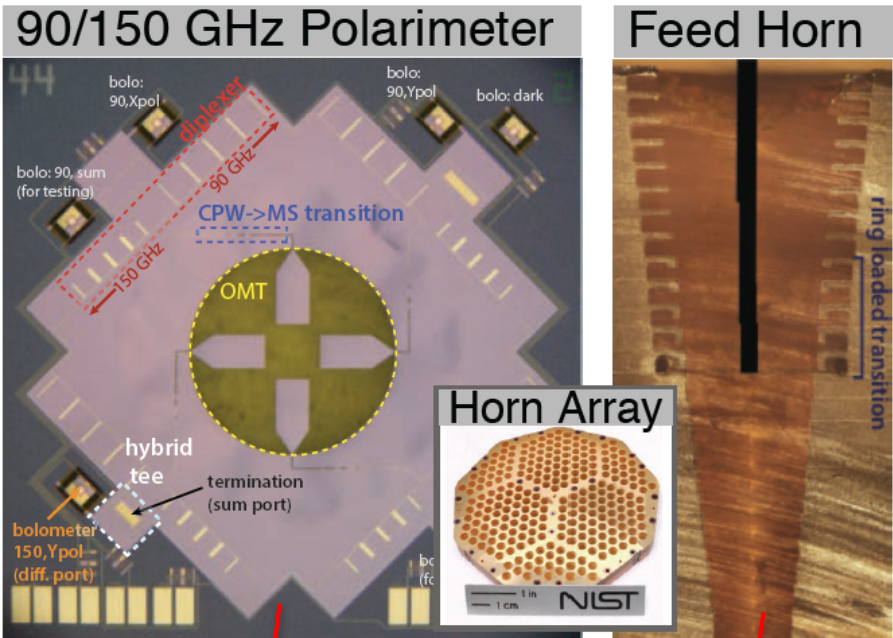 90/150 GHz Polarimeter
Feed Horn
44
bolo:
90,Xpol
bolo:
90,Ypol
bolo: dark
diplexer
bolo: 90, sum
(for testing)
90 GHz
CPW->MS transition
150 GHz
OMT
ring loaded transition
Horn Array
hybrid
tee
termination
(sum port)
bolometer
150,Ypol
(diff. port)
1 in
1 cm
NIST